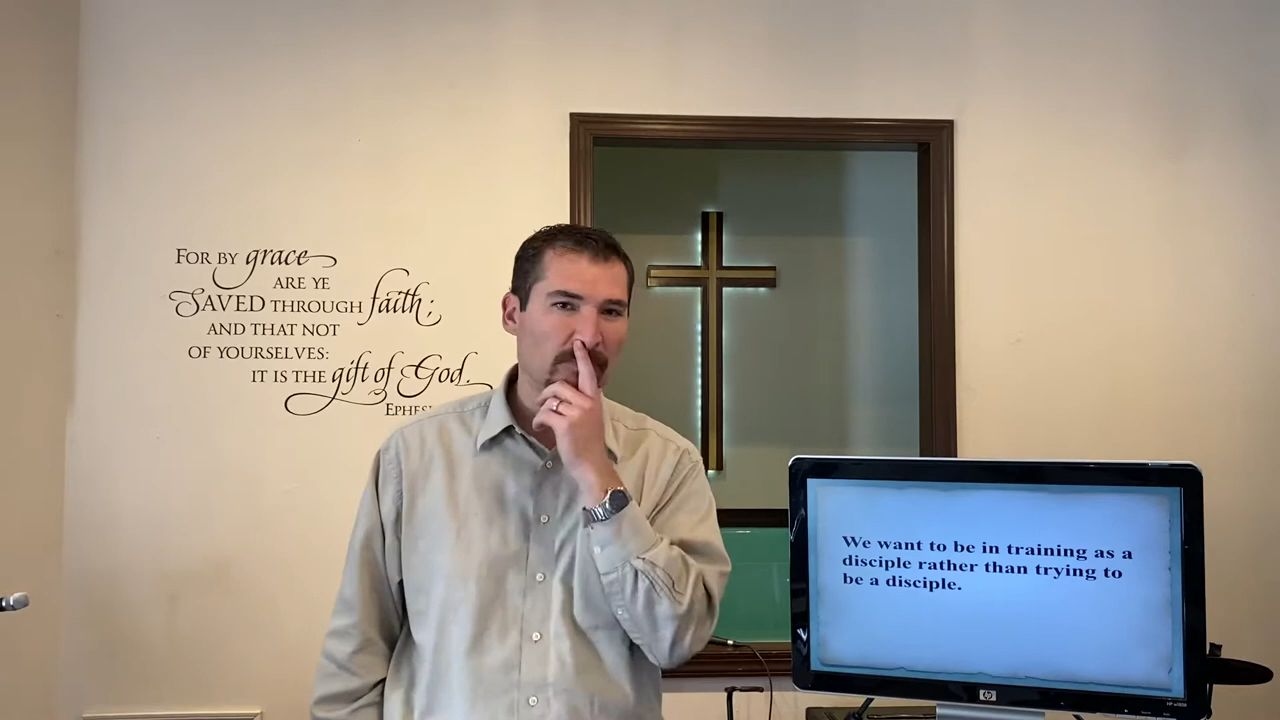 FOR BY grace
ARE YE
SAVED THROUGH faith;
AND THAT NOT
OF YOURSELVES:
IT IS THE gift of God.
We want to be in training as a
disciple rather than trying to
be a disciple.
hp